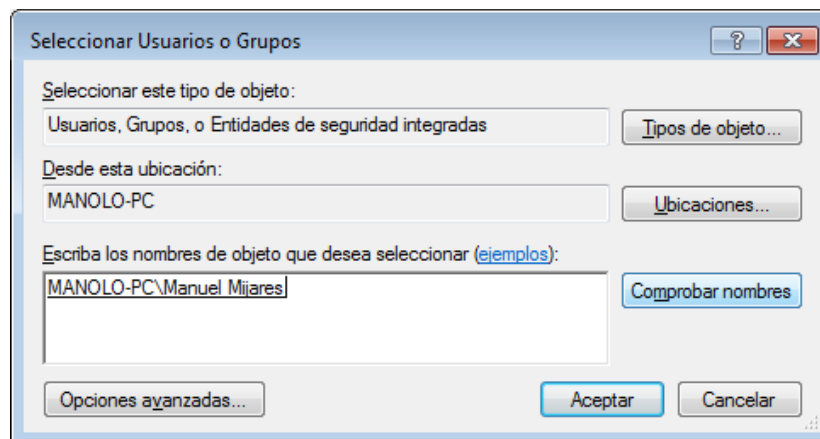 Seleccionar Usuarios o Grupos
Seleccionar este tipo de objeto:
Usuarios, Grupos, o Entidades de seguridad integradas
Tipos de objeto...
Desde esta ubicación:
MANOLO-PC
Ubicaciones...
Escriba los nombres de objeto que desea seleccionar (ejemplos):
MANOLO-PC\Manuel Mijares
Comprobar nombres
Opciones avanzadas...
Aceptar
Cancelar